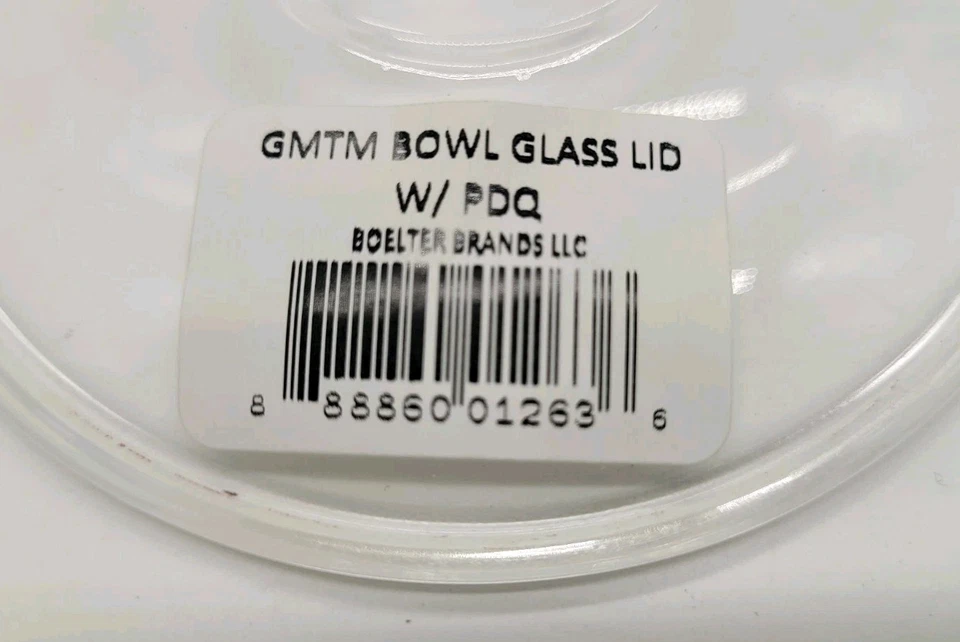 GMTM BOWL GLASS LID
W/ PDQ
BOELTER BRANDS LLC
8 88860 01263 6